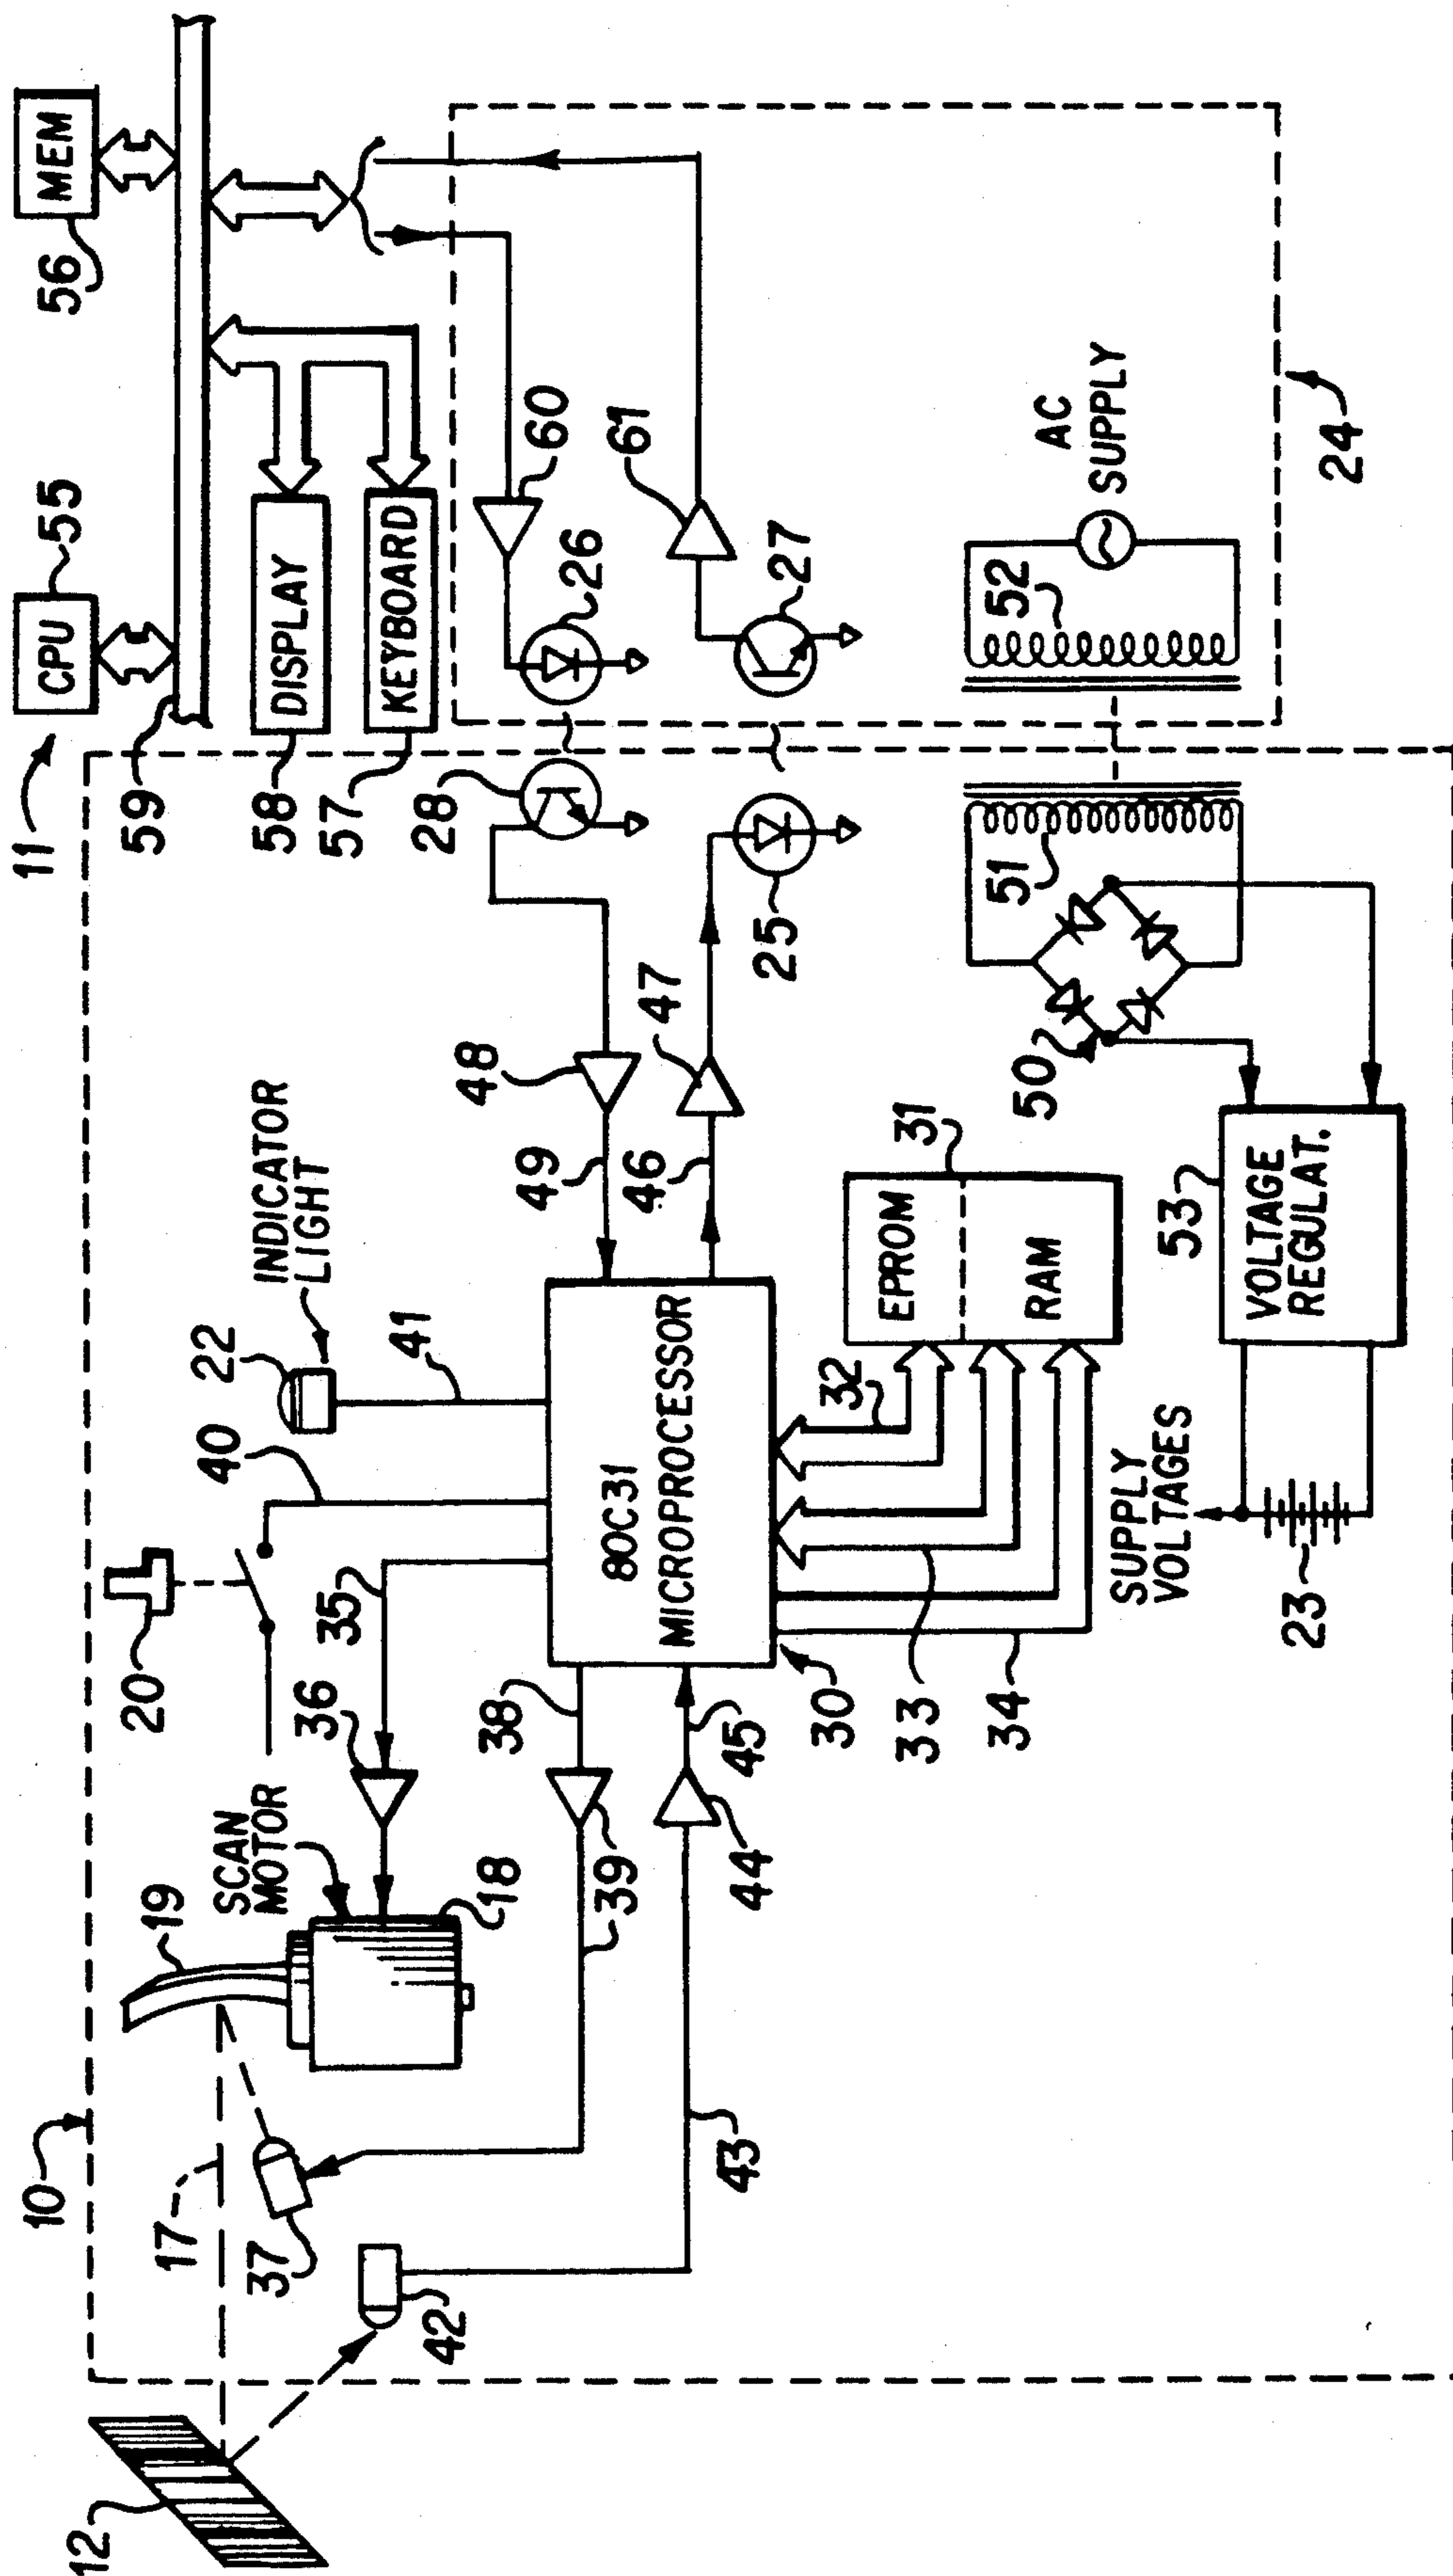 12
10
17
37
42
43
19
SCAN
MOTOR
18
36
35
38
39
44
45
20
40
22
INDICATOR
LIGHT
41
80C31
MICROPROCESSOR
30
33
34
32
EPROM
31
RAM
49
48
46
47
28
25
SUPPLY
VOLTAGES
23
VOLTAGE
REGULAT.
53
50
51
52
AC
SUPPLY
24
11
59
CPU
55
MEM
56
DISPLAY
58
KEYBOARD
57
60
26
61
27